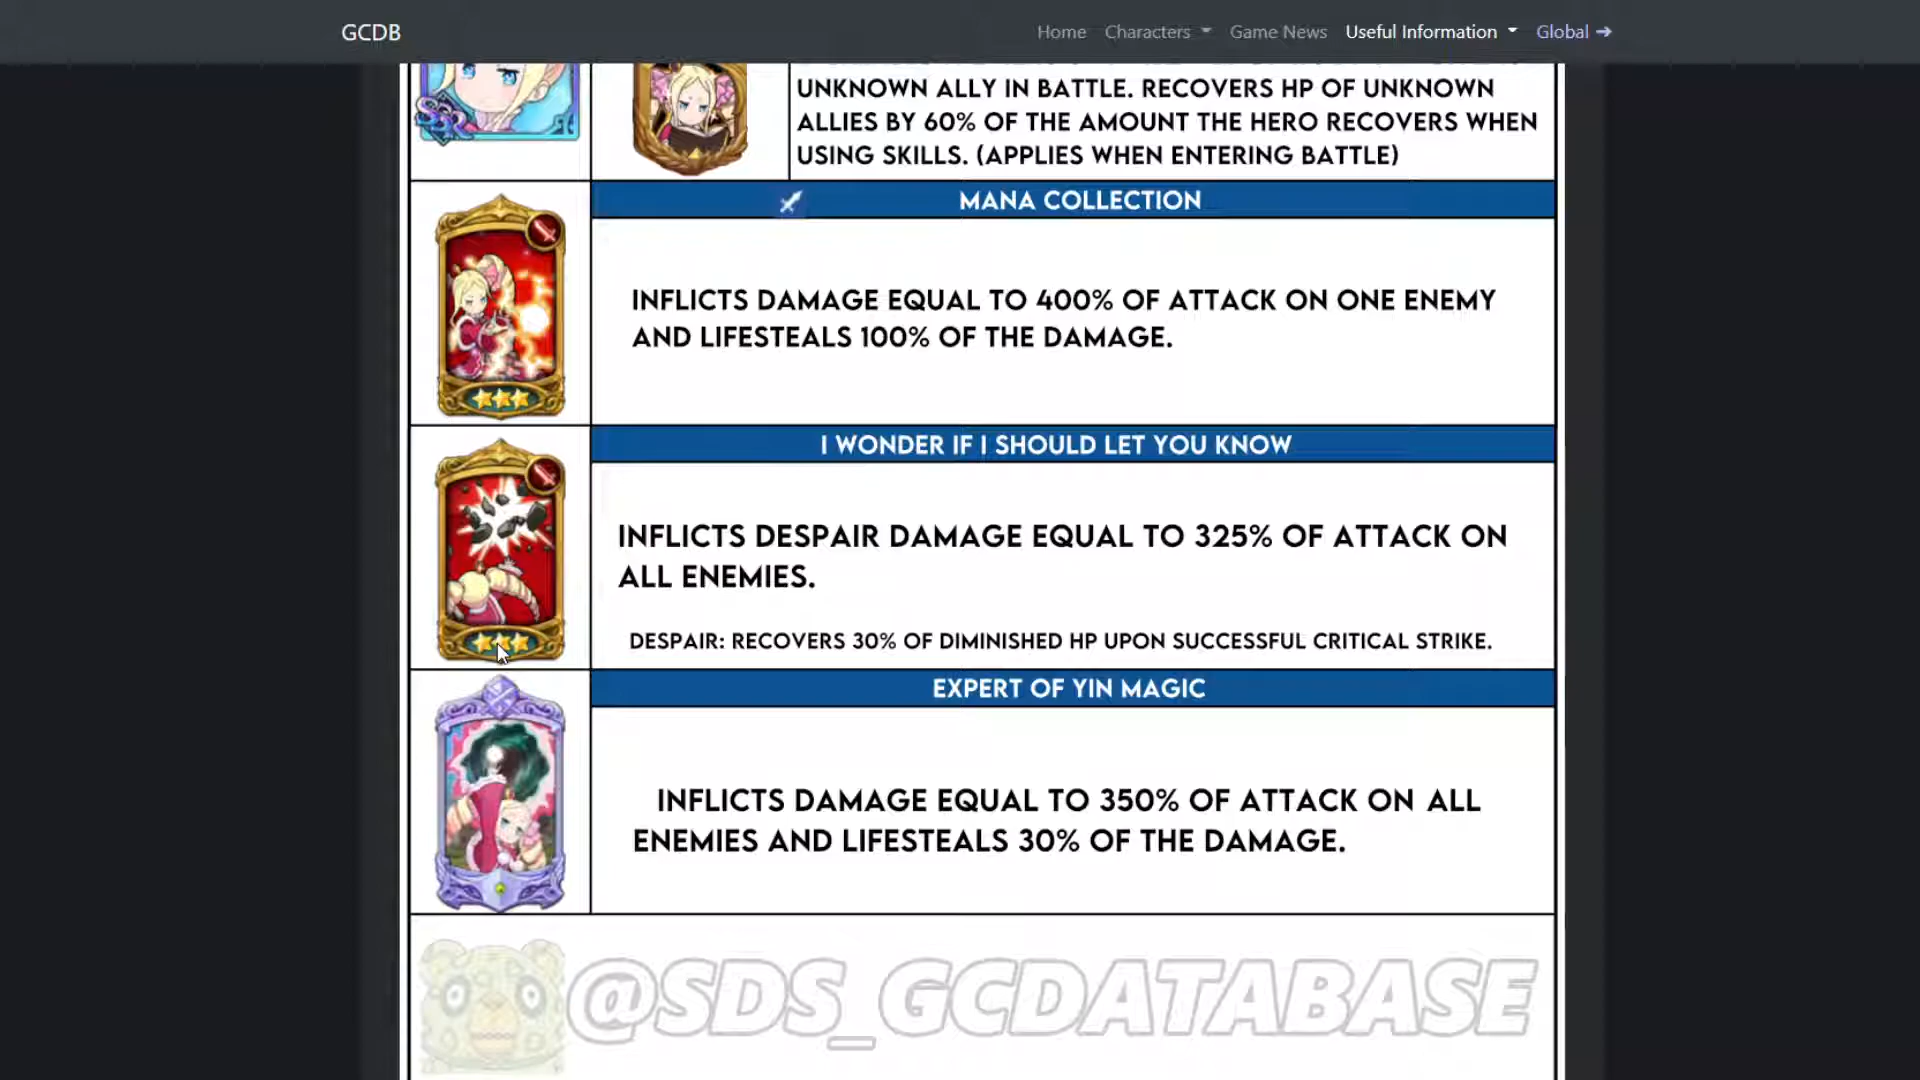 GCDB
Home Characters Game News Useful Information Global
UNKNOWN ALLY IN BATTLE. RECOVERS HP OF UNKNOWN
ALLIES BY 60% OF THE AMOUNT THE HERO RECOVERS WHEN
USING SKILLS. (APPLIES WHEN ENTERING BATTLE)
SSR
MANA COLLECTION
INFLICTS DAMAGE EQUAL TO 400% OF ATTACK ON ONE ENEMY
AND LIFESTEALS 100% OF THE DAMAGE.
I WONDER IF I SHOULD LET YOU KNOW
INFLICTS DESPAIR DAMAGE EQUAL TO 325% OF ATTACK ON
ALL ENEMIES.
DESPAIR: RECOVERS 30% OF DIMINISHED HP UPON SUCCESSFUL CRITICAL STRIKE.
EXPERT OF YIN MAGIC
INFLICTS DAMAGE EQUAL TO 350% OF ATTACK ON ALL
ENEMIES AND LIFESTEALS 30% OF THE DAMAGE.
@SDS_GCDATABASE